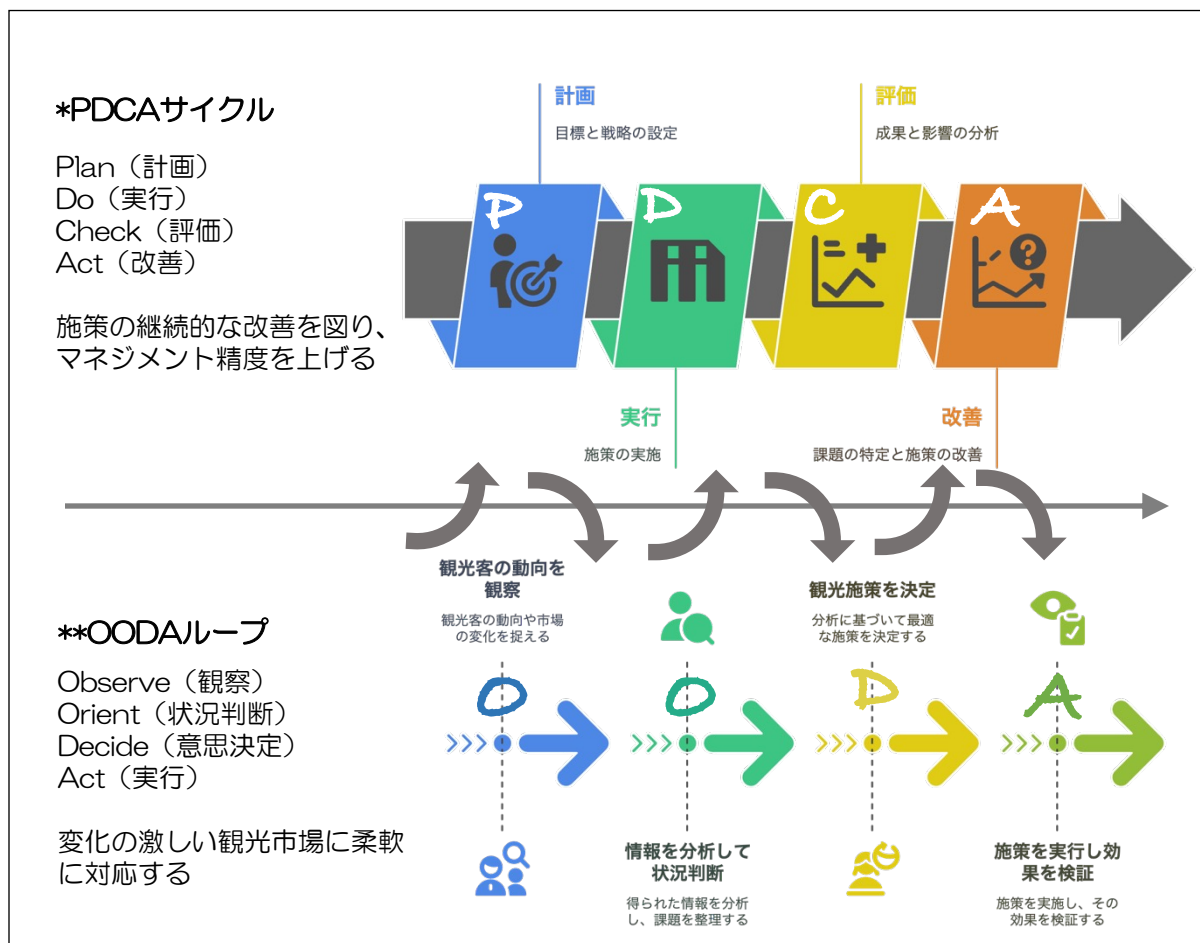 *PDCAサイクル
Plan（計画）
Do（実行）
Check（評価）
Act（改善）
施策の継続的な改善を図り、
マネジメント精度を上げる
計画
目標と戦略の設定
評価
成果と影響の分析
P
D
C
A
実行
施策の実施
改善
課題の特定と施策の改善
**OODAループ
Observe（観察）
Orient（状況判断）
Decide（意思決定）
Act（実行）
変化の激しい観光市場に柔軟
に対応する
観光客の動向を
観察
観光客の動向や市場
の変化を捉える
観光施策を決定
分析に基づいて最適
な施策を決定する
O
O
D
A
情報を分析して
状況判断
得られた情報を分析
し、課題を整理する
施策を実行し効
果を検証
施策を実施し、その
効果を検証する